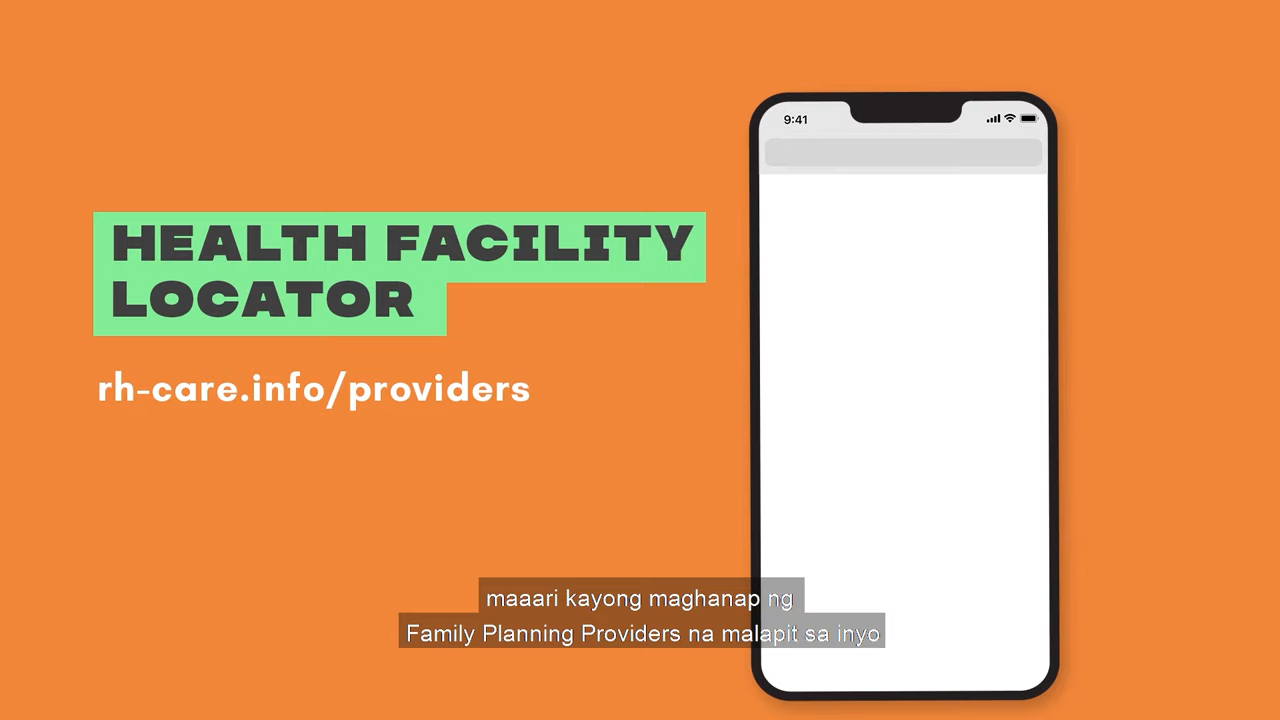 9:41
HEALTH FACILITY
LOCATOR
rh-care.info/providers
maaari kayong maghanap ng
Family Planning Providers na malapit sa inyo